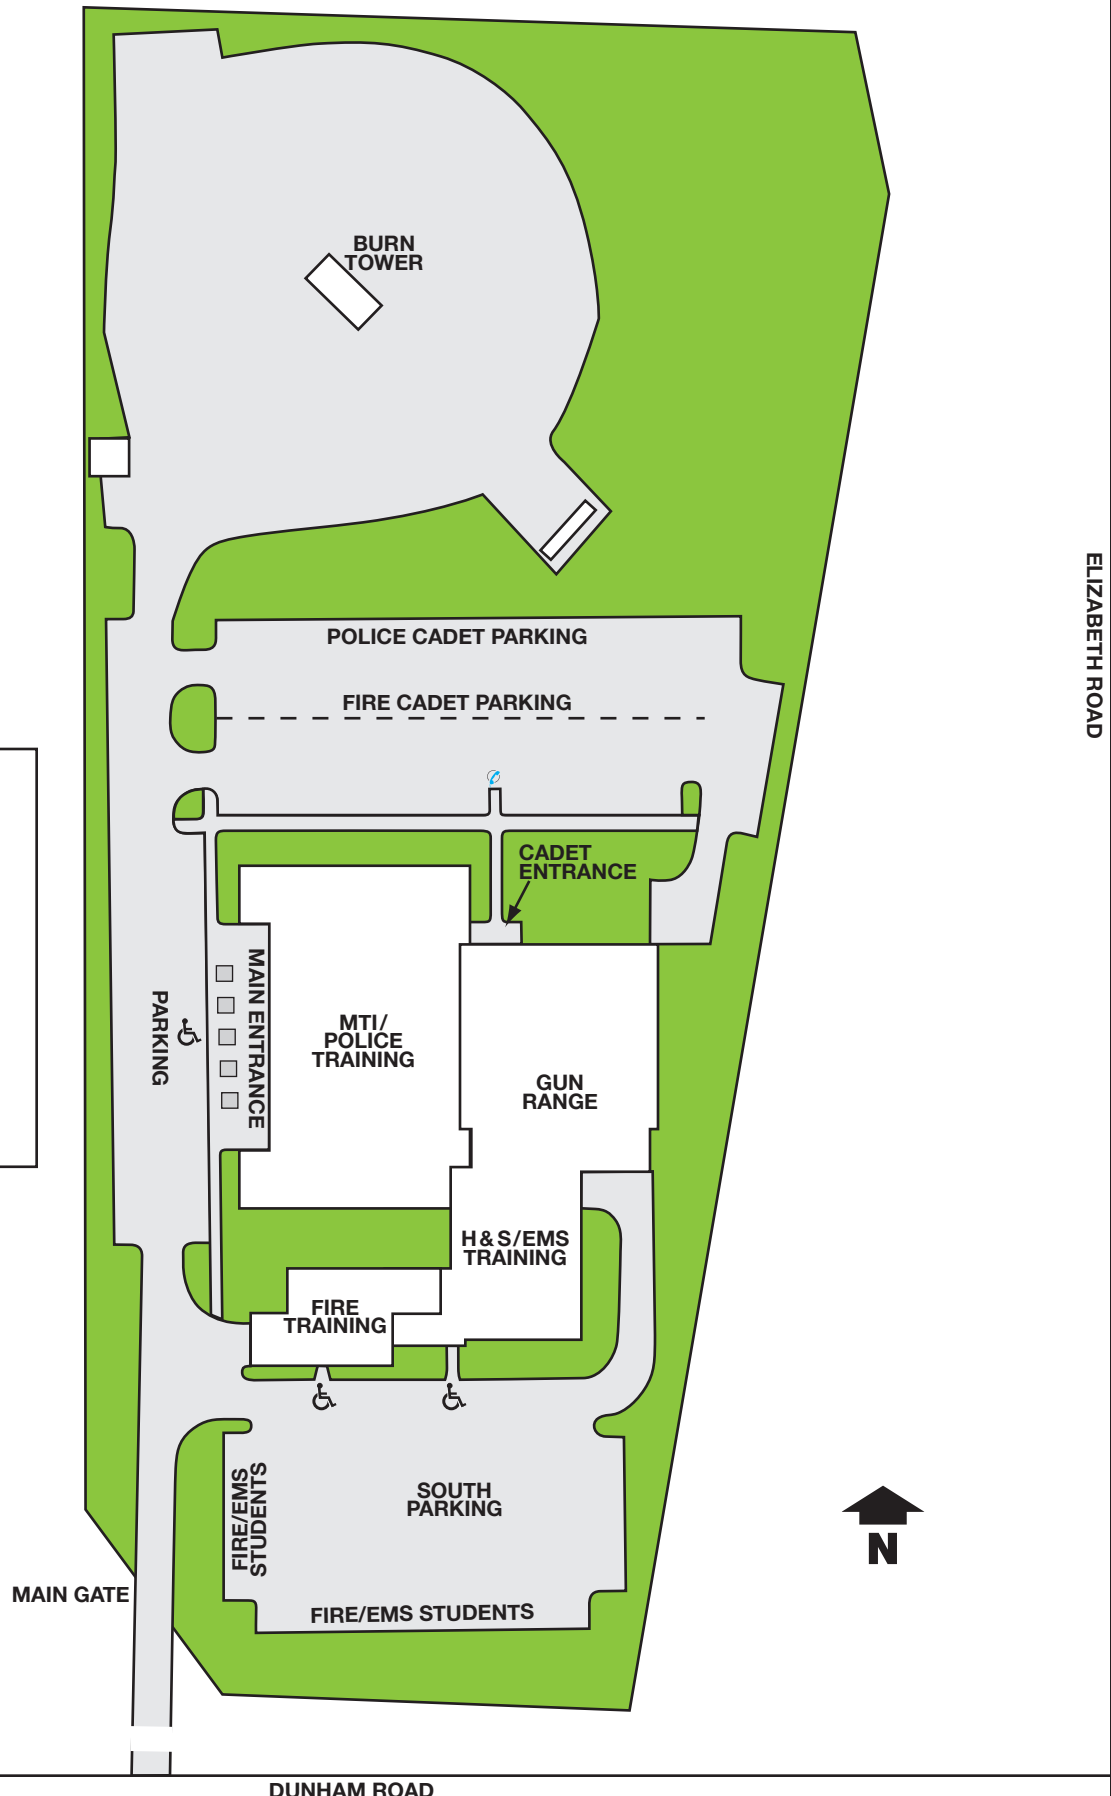 BURN
TOWER
ELIZABETH ROAD
POLICE CADET PARKING
FIRE CADET PARKING
CADET
ENTRANCE
MAIN ENTRANCE
PARKING
MTI/
POLICE
TRAINING
GUN
RANGE
H & S/EMS
TRAINING
FIRE
TRAINING
FIRE/EMS
STUDENTS
SOUTH
PARKING
N
MAIN GATE
FIRE/EMS STUDENTS
DUNHAM ROAD